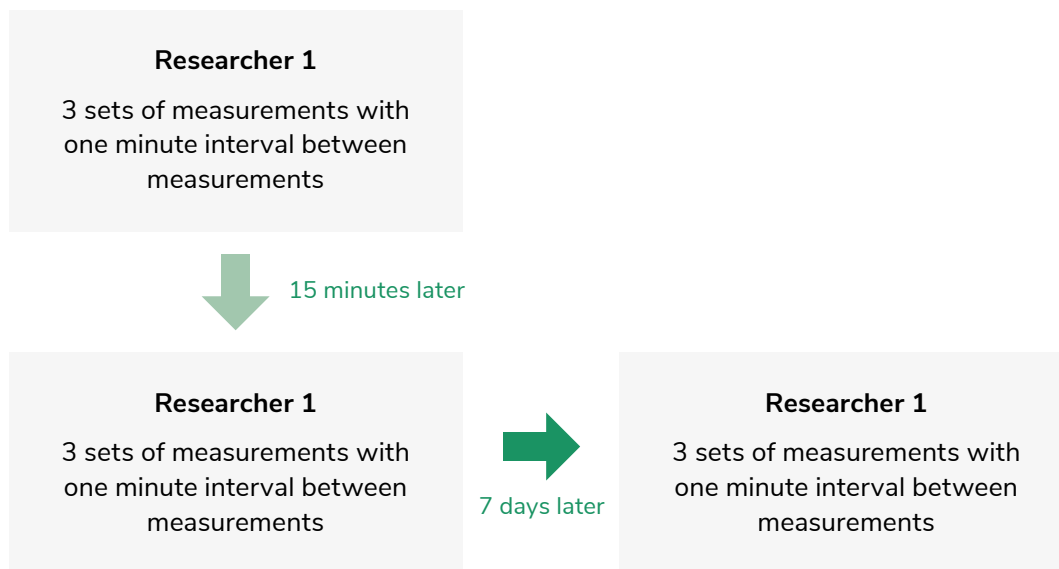 Researcher 1
3 sets of measurements with
one minute interval between
measurements
15 minutes later
Researcher 1
3 sets of measurements with
one minute interval between
measurements
7 days later
Researcher 1
3 sets of measurements with
one minute interval between
measurements